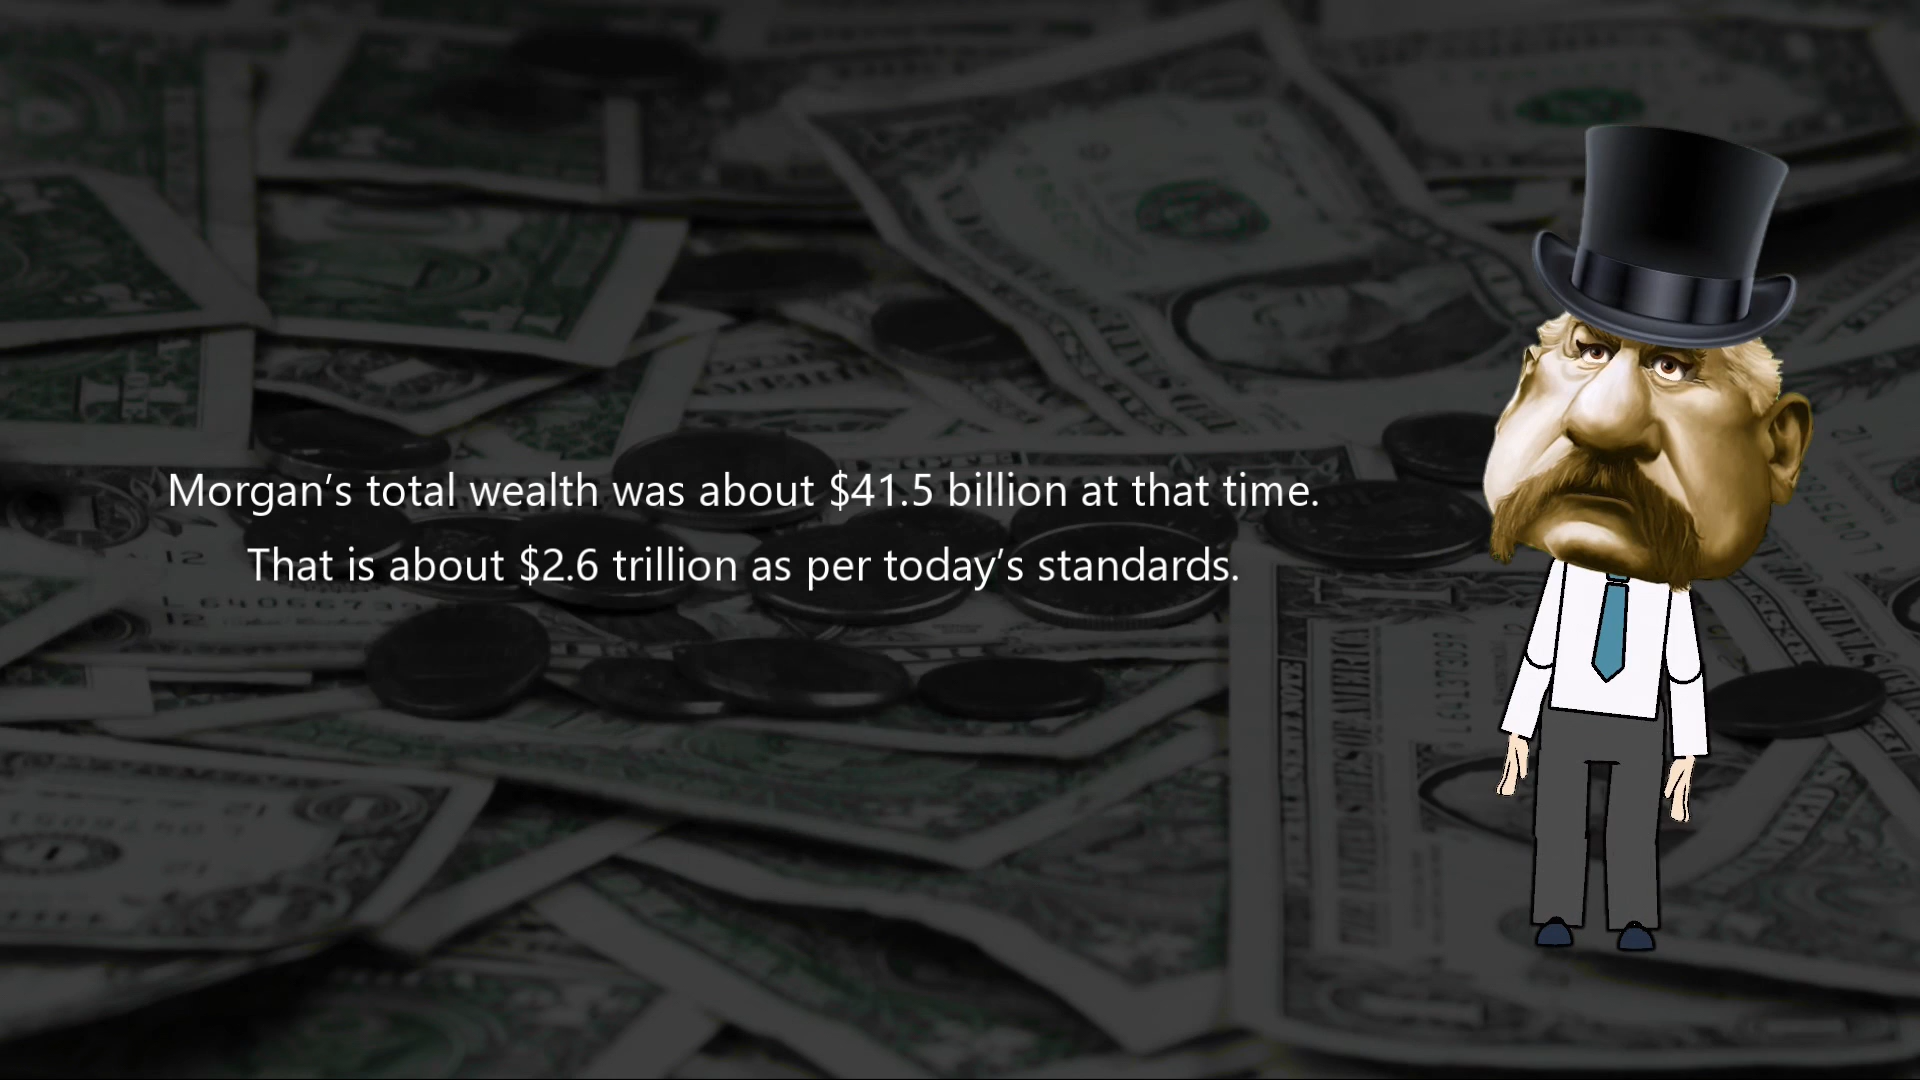 Morgan’s total wealth was about $41.5 billion at that time.
That is about $2.6 trillion as per today’s standards.